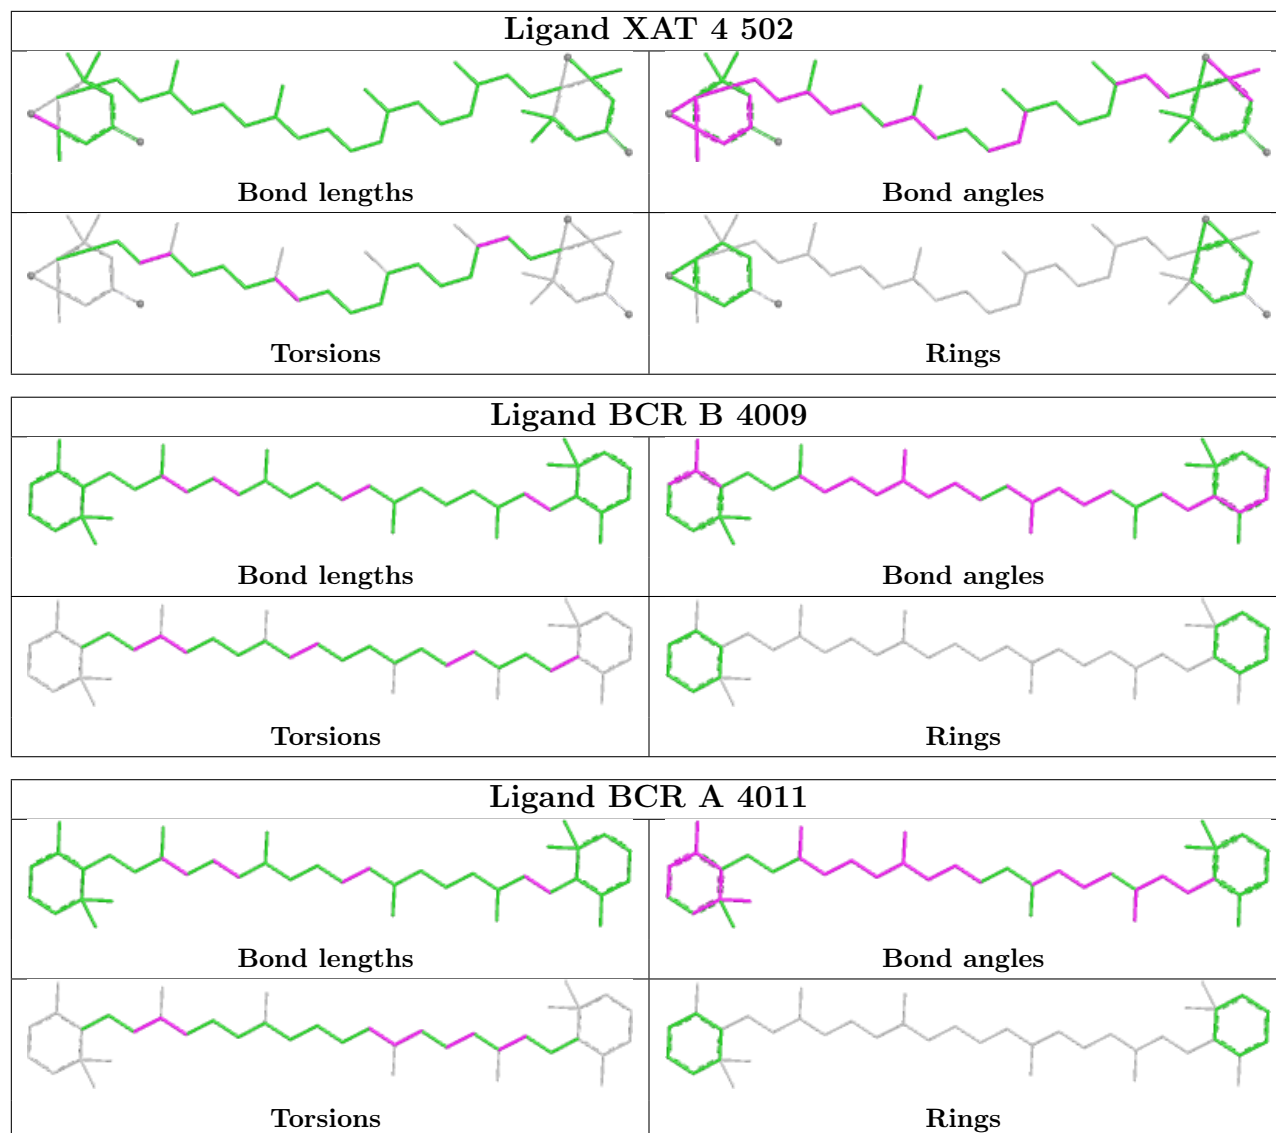 Ligand XAT 4 502
Bond lengths
Bond angles
Torsions
Rings
Ligand BCR B 4009
Bond lengths
Bond angles
Torsions
Rings
Ligand BCR A 4011
Bond lengths
Bond angles
Torsions
Rings